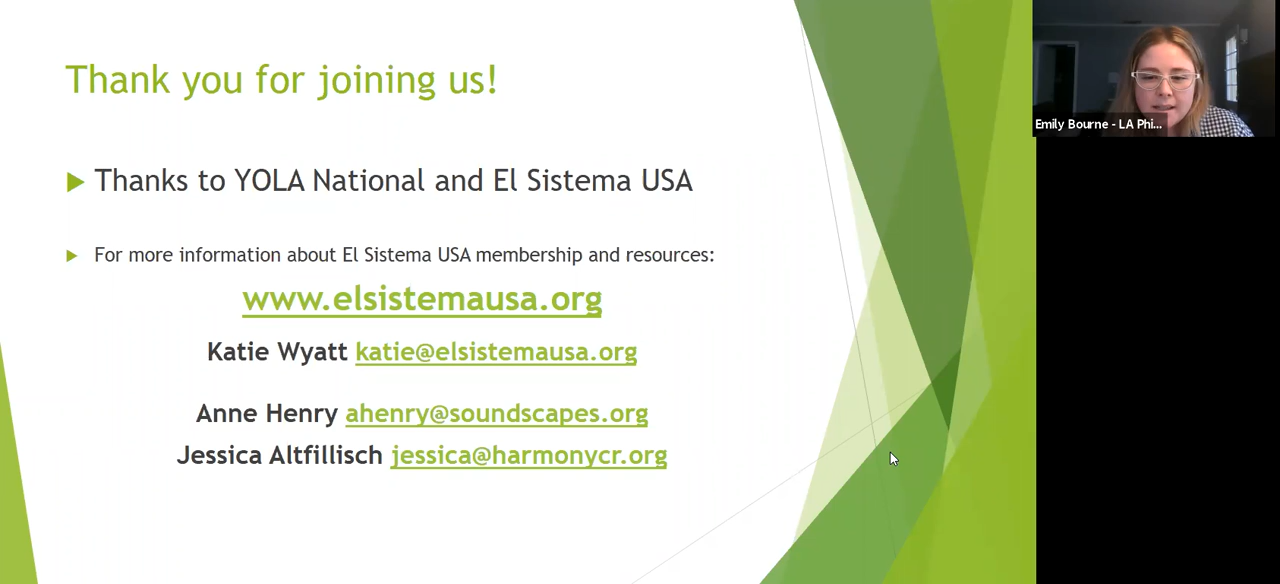 Thank you for joining us!
Thanks to YOLA National and El Sistema USA
For more information about El Sistema USA membership and resources:
www.elsistemausa.org
Katie Wyatt katie@elsistemausa.org
Anne Henry ahenry@soundscapes.org
Jessica Altfillisch jessica@harmonycr.org
Emily Bourne - LA Phi...